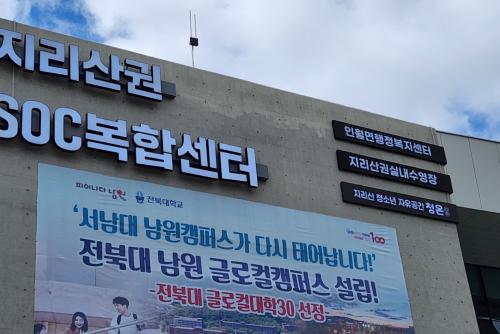 지리산권
SOC복합센터
인월면행정복지센터
지리산권실내수영장
지리산 청소년 자유공간 청온
피어나다 남원
전북대학교
'서남대 남원캠퍼스가 다시 태어납니다!'
전북대 남원 글로컬캠퍼스 설립!
-전북대 글로컬대학30 선정-
100